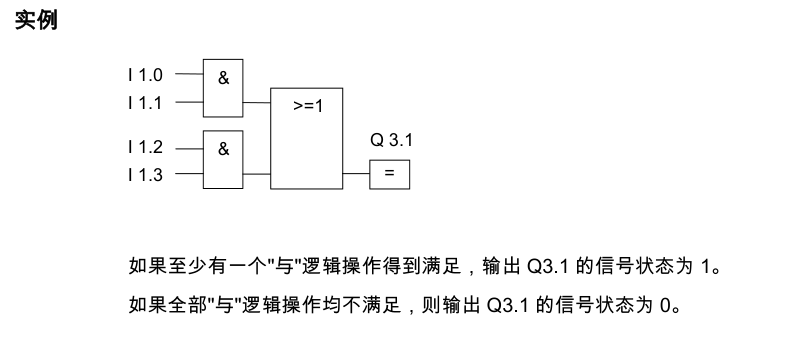 实例
I 1.0
&
I 1.1
>=1
Q 3.1
I 1.2
&
I 1.3
=
如果至少有一个"与"逻辑操作得到满足，输出 Q3.1 的信号状态为 1。
如果全部"与"逻辑操作均不满足，则输出 Q3.1 的信号状态为 0。